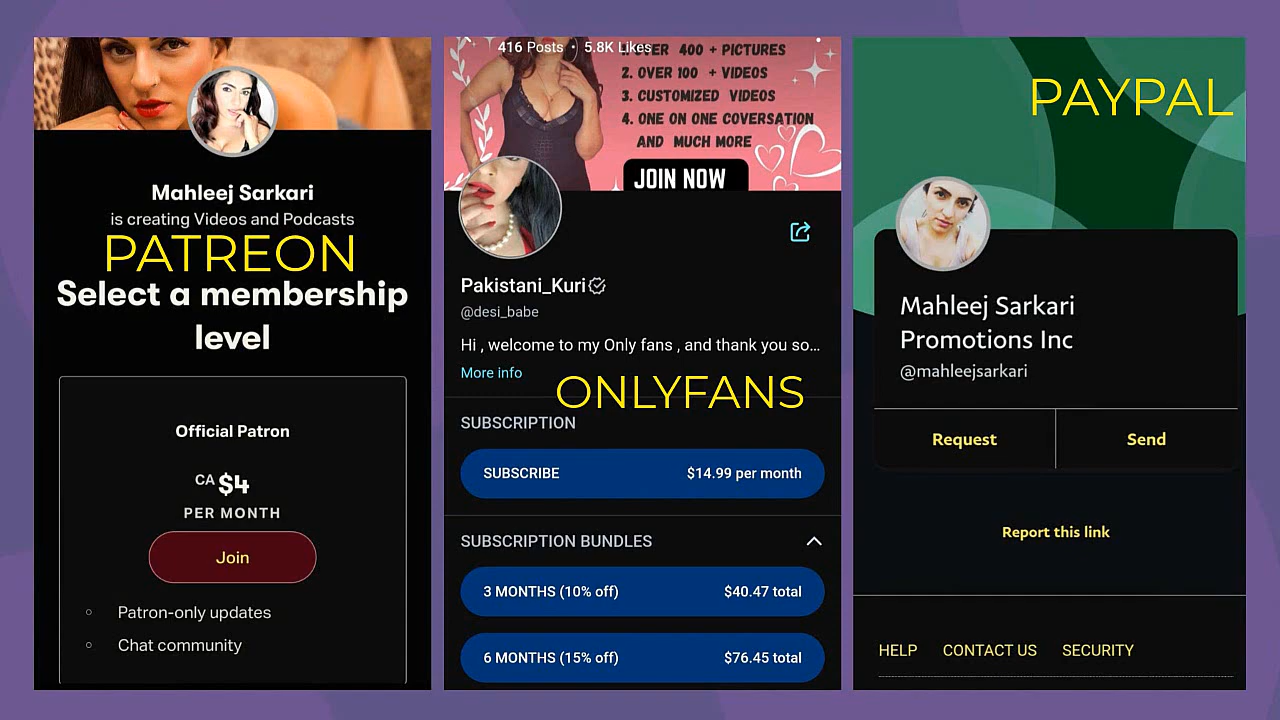 Mahleej Sarkari
is creating Videos and Podcasts
PATREON
Select a membership
level
Official Patron
CA $4
PER MONTH
Join
Patron-only updates
Chat community
416 Posts • 5.8K Likes
1. OVER 400 + PICTURES
2. OVER 100 + VIDEOS
3. CUSTOMIZED VIDEOS
4. ONE ON ONE COVERSATION
AND MUCH MORE
JOIN NOW
Pakistani_Kuri
@desi_babe
Hi , welcome to my Only fans , and thank you so...
More info
ONLYFANS
SUBSCRIPTION
SUBSCRIBE $14.99 per month
SUBSCRIPTION BUNDLES
3 MONTHS (10% off) $40.47 total
6 MONTHS (15% off) $76.45 total
PAYPAL
Mahleej Sarkari
Promotions Inc
@mahleejsarkari
Request Send
Report this link
HELP CONTACT US SECURITY